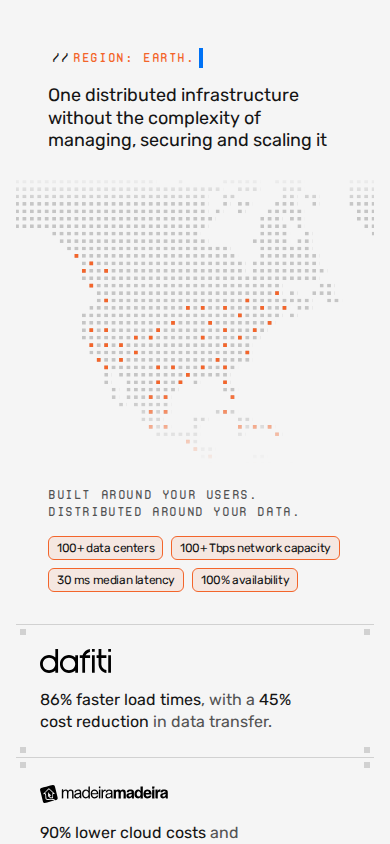 // REGION: EARTH.
One distributed infrastructure
without the complexity of
managing, securing and scaling it
BUILT AROUND YOUR USERS.
DISTRIBUTED AROUND YOUR DATA.
100+ data centers
100+ Tbps network capacity
30 ms median latency
100% availability
dafiti
86% faster load times, with a 45%
cost reduction in data transfer.
madeiramadeira
90% lower cloud costs and